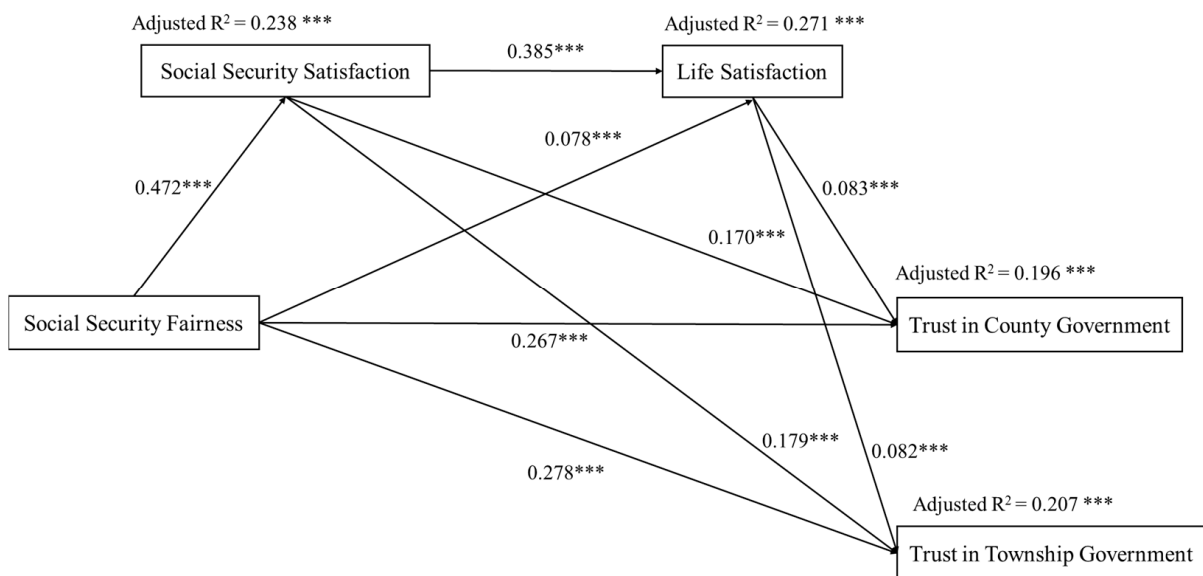 Adjusted R² = 0.238 ***
Adjusted R² = 0.271 ***
Social Security Satisfaction
0.385***
Life Satisfaction
0.078***
0.472***
0.083***
0.170***
Adjusted R² = 0.196 ***
Social Security Fairness
Trust in County Government
0.267***
0.179***
0.082***
0.278***
Adjusted R² = 0.207 ***
Trust in Township Government